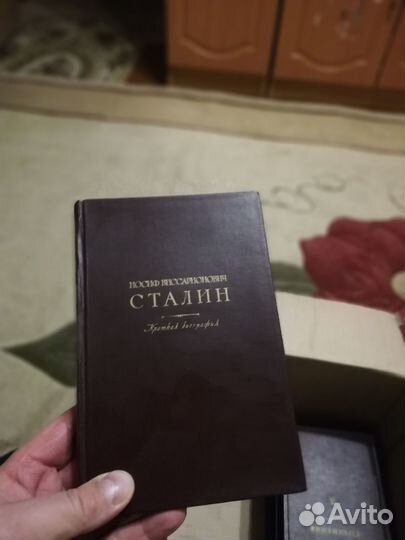 ИОСИФ ВИССАРИОНОВИЧ
СТАЛИН
Краткая биография
Avito